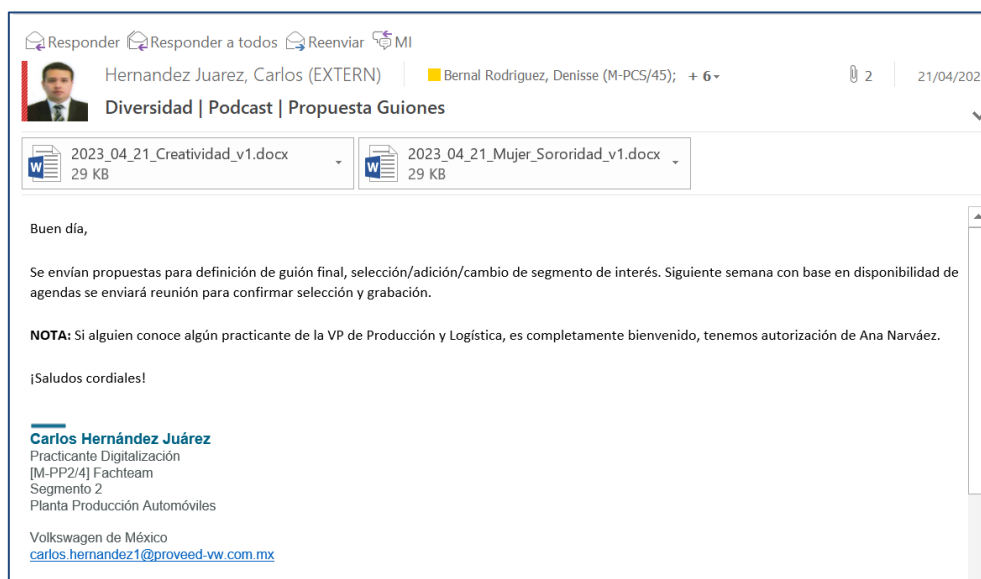 Responder Responder a todos Reenviar MI
Hernandez Juarez, Carlos (EXTERN) Bernal Rodriguez, Denisse (M-PCS/45); + 6 2 21/04/202
Diversidad | Podcast | Propuesta Guiones
2023_04_21_Creatividad_v1.docx 2023_04_21_Mujer_Sororidad_v1.docx
29 KB 29 KB
Buen día,
Se envían propuestas para definición de guión final, selección/adición/cambio de segmento de interés. Siguiente semana con base en disponibilidad de
agendas se enviará reunión para confirmar selección y grabación.
NOTA: Si alguien conoce algún practicante de la VP de Producción y Logística, es completamente bienvenido, tenemos autorización de Ana Narváez.
¡Saludos cordiales!
Carlos Hernández Juárez
Practicante Digitalización
[M-PP2/4] Fachteam
Segmento 2
Planta Producción Automóviles
Volkswagen de México
carlos.hernandez1@proveed-vw.com.mx